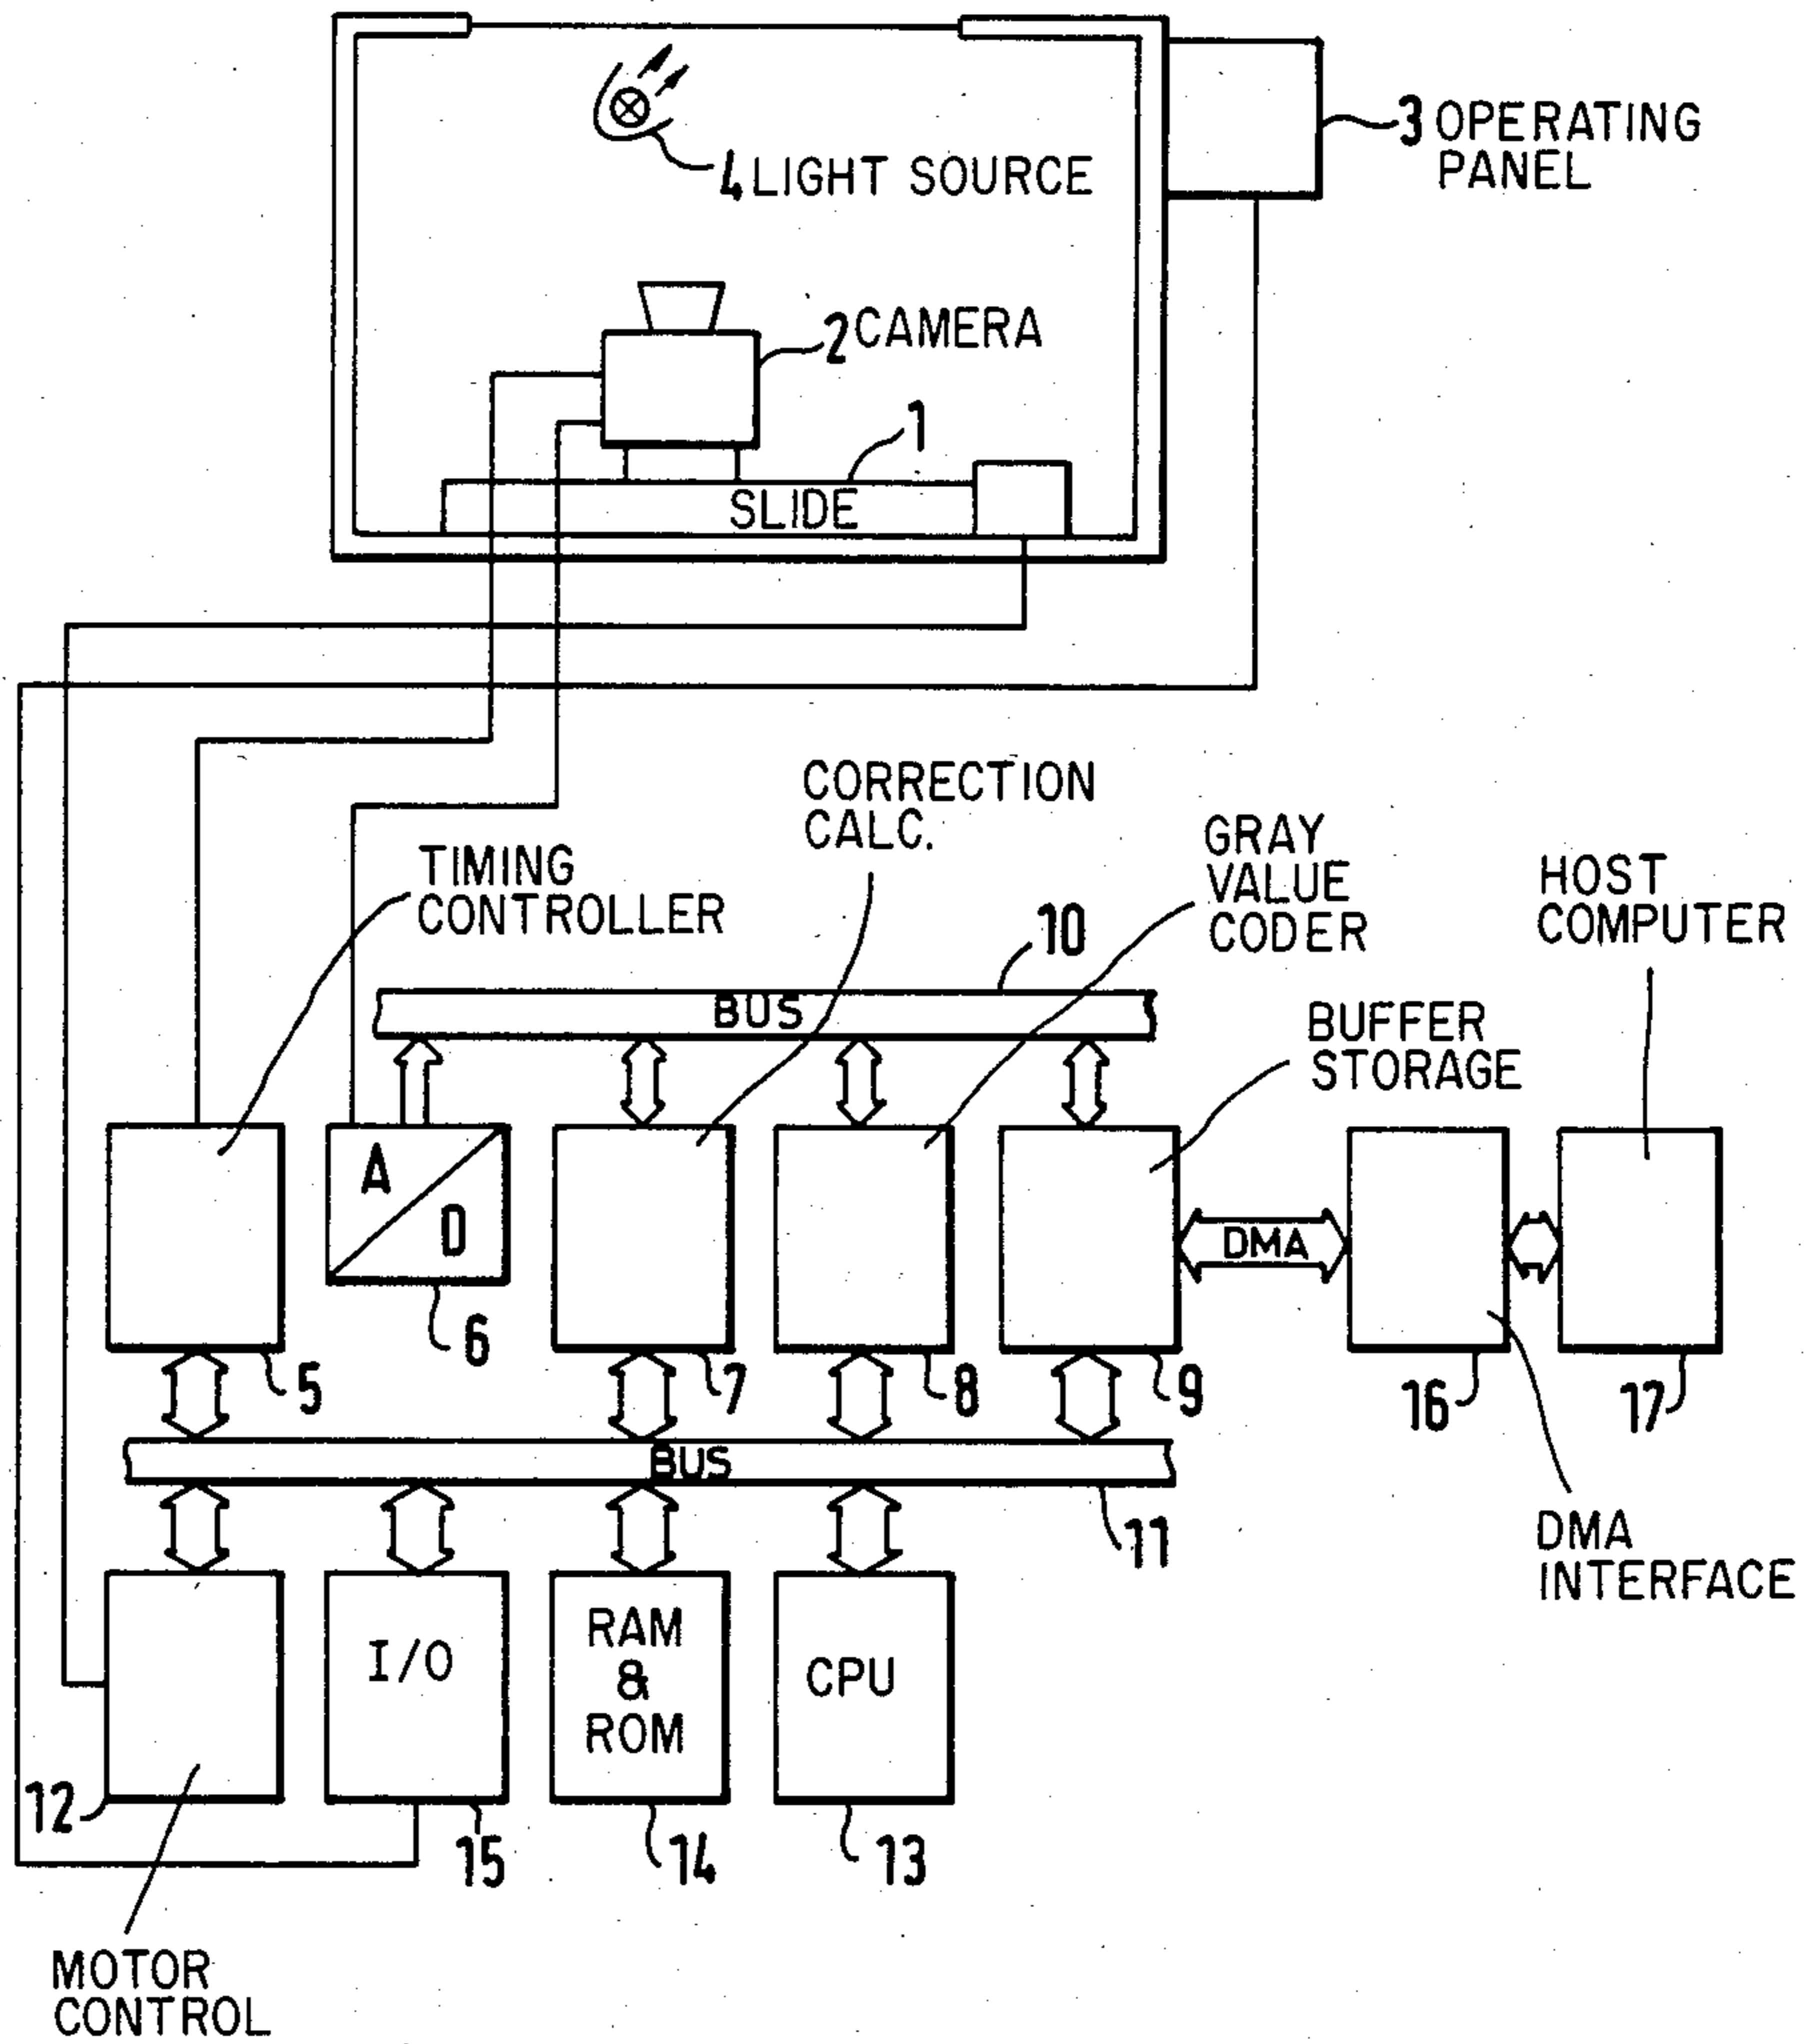 3 OPERATING
PANEL
4 LIGHT SOURCE
2 CAMERA
1
SLIDE
CORRECTION
CALC.
GRAY
VALUE
CODER
TIMING
CONTROLLER
HOST
COMPUTER
10
BUS
BUFFER
STORAGE
A
D
DMA
6
5
7
8
9
16
17
BUS
11
DMA
INTERFACE
I/O
RAM
&
ROM
CPU
12
15
14
13
MOTOR
CONTROL